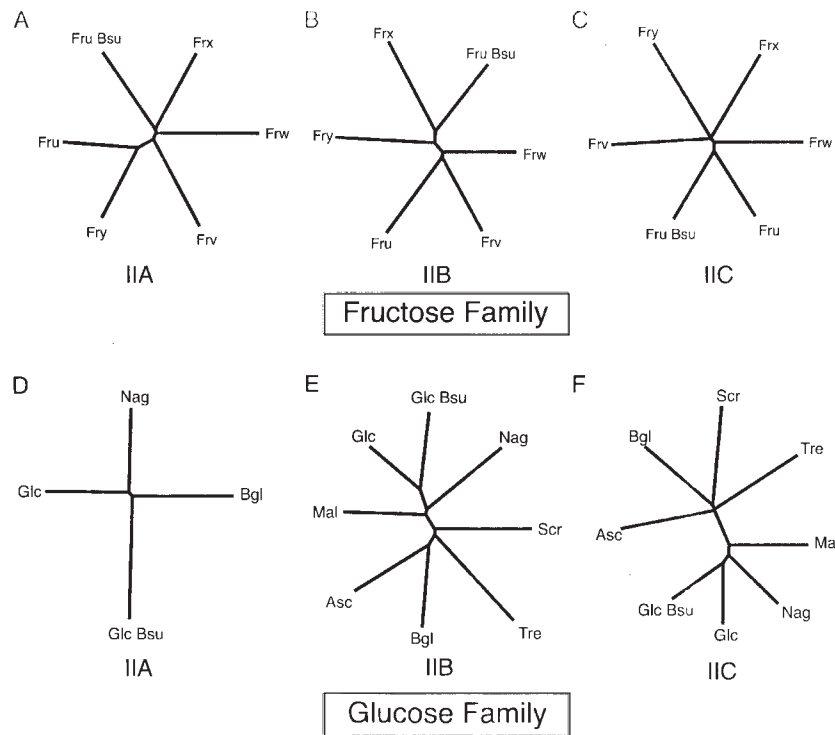 A
Fru Bsu
Frx
Fru
Frw
Fry
Frv
IIA
B
Frx
Fru Bsu
Fry
Frw
Fru
Frv
IIB
C
Fry
Frx
Frv
Frw
Fru Bsu
Fru
IIC
Fructose Family
D
Nag
Glc
Bgl
Glc Bsu
IIA
E
Glc Bsu
Glc
Nag
Mal
Scr
Asc
Bgl
Tre
IIB
F
Scr
Bgl
Tre
Asc
Ma
Glc Bsu
Nag
Glc
IIC
Glucose Family